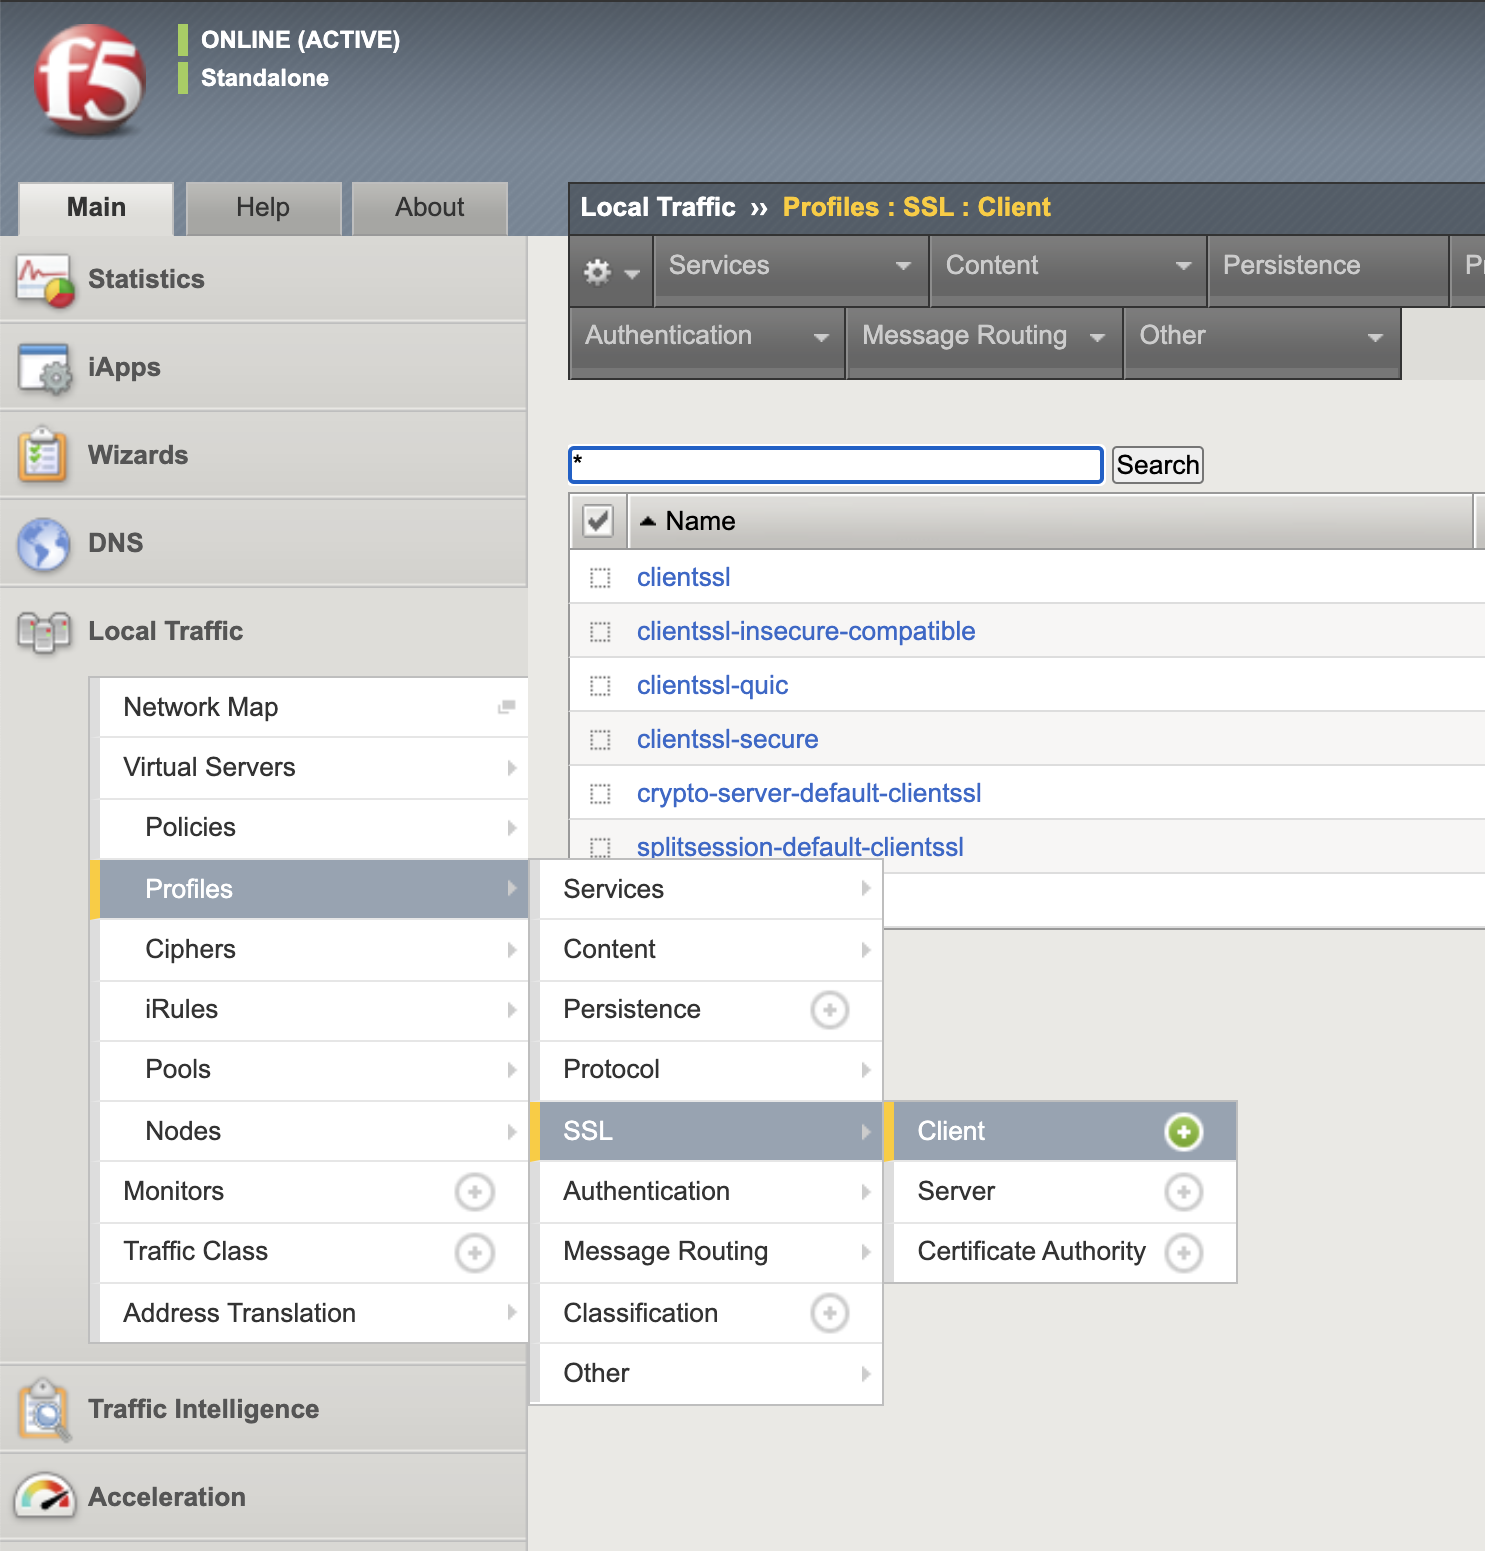 f5
ONLINE (ACTIVE)
Standalone
Main
Help
About
Local Traffic ›› Profiles : SSL : Client
Services
Content
Persistence
Authentication
Message Routing
Other
Statistics
iApps
Wizards
DNS
Local Traffic
Network Map
Virtual Servers
Policies
Profiles
Ciphers
iRules
Pools
Nodes
Monitors
Traffic Class
Address Translation
Traffic Intelligence
Acceleration
*
Search
Name
clientssl
clientssl-insecure-compatible
clientssl-quic
clientssl-secure
crypto-server-default-clientssl
splitsession-default-clientssl
Services
Content
Persistence
Protocol
SSL
Authentication
Message Routing
Classification
Other
Client
Server
Certificate Authority